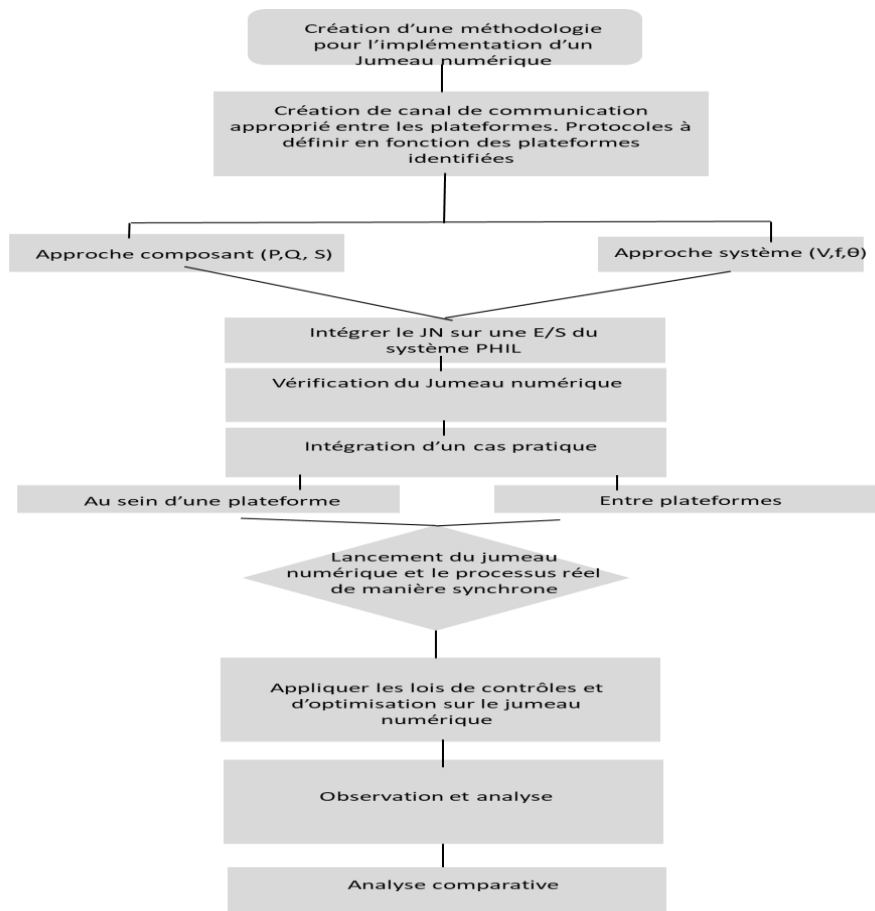 Création d'une méthodologie
pour l'implémentation d'un
Jumeau numérique
Création de canal de communication
approprié entre les plateformes. Protocoles à
définir en fonction des plateformes
identifiées
Approche composant (P,Q, S)
Approche système (V,f,θ)
Intégrer le JN sur une E/S du
système PHIL
Vérification du Jumeau numérique
Intégration d'un cas pratique
Au sein d'une plateforme
Entre plateformes
Lancement du jumeau
numérique et le processus réel
de manière synchrone
Appliquer les lois de contrôles et
d'optimisation sur le jumeau
numérique
Observation et analyse
Analyse comparative